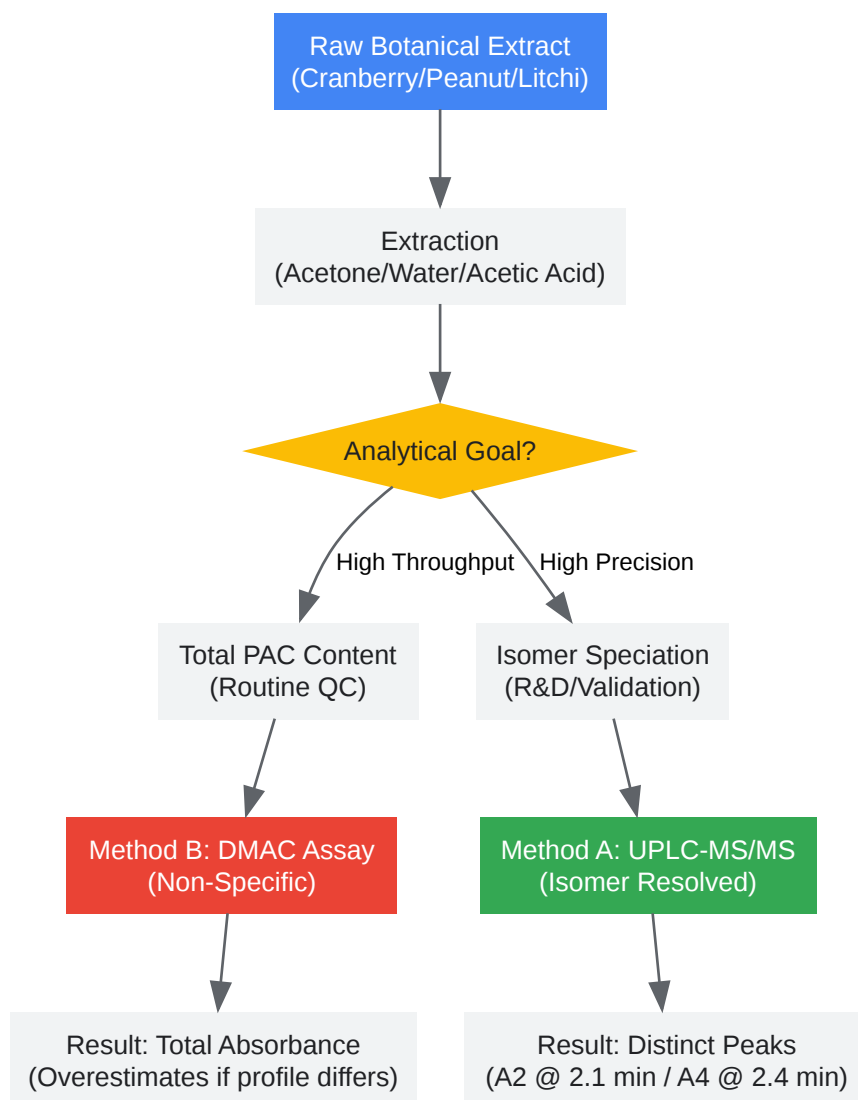 Raw Botanical Extract
(Cranberry/Peanut/Litchi)
Extraction
(Acetone/Water/Acetic Acid)
Analytical Goal?
High Throughput
High Precision
Total PAC Content
(Routine QC)
Isomer Speciation
(R&D/Validation)
Method B: DMAC Assay
(Non-Specific)
Method A: UPLC-MS/MS
(Isomer Resolved)
Result: Total Absorbance
(Overestimates if profile differs)
Result: Distinct Peaks
(A2 @ 2.1 min / A4 @ 2.4 min)